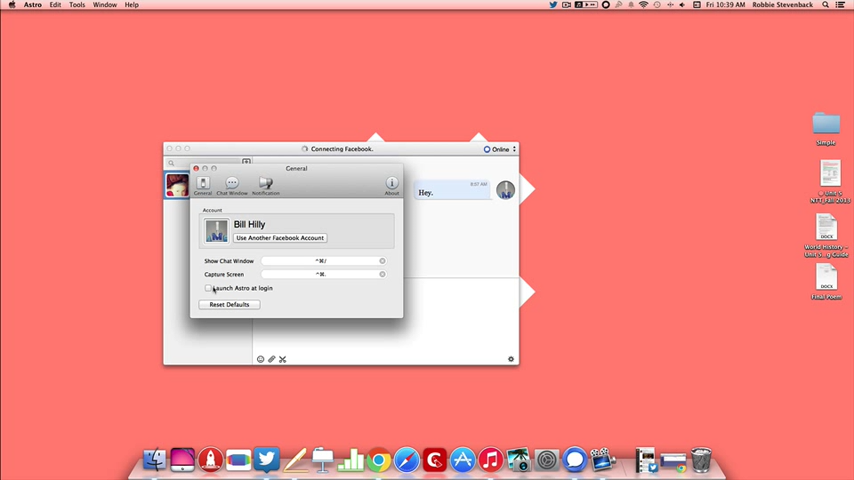 Astro Edit Tools Window Help
Fri 10:39 AM Robbie Stevenback
Connecting Facebook.
Online
General
General Chat Window Notification
About
Account
Bill Hilly
Use Another Facebook Account
Show Chat Window ^⌘/
Capture Screen ^⌘.
Launch Astro at login
Reset Defaults
8:57 AM
Hey.
Simple
DOCX
World History -
DOCX
Final Poem